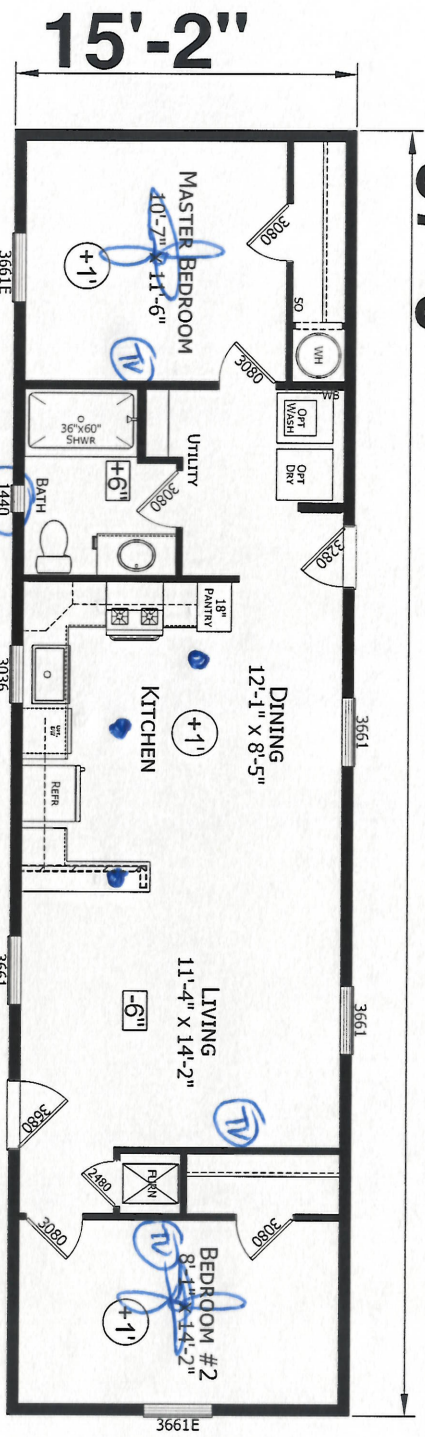 15'-2"
MASTER BEDROOM
10'-7" x 11'-6"
+1'
TV
3661E
3080
SO
WH
3080
WB
OPT
WASH
OPT
DRY
UTILITY
3080
36"x60"
SHWR
+6"
BATH
1440
3280
18"
PANTRY
DINING
12'-1" X 8'-5"
+1'
KITCHEN
3036
REFR
3661
LIVING
11'-4" X 14'-2"
-6"
3661
3661
TV
3680
FURN
2480
3080
3080
TV
BEDROOM #2
8'-1" X 14'-2"
+1'
3661E